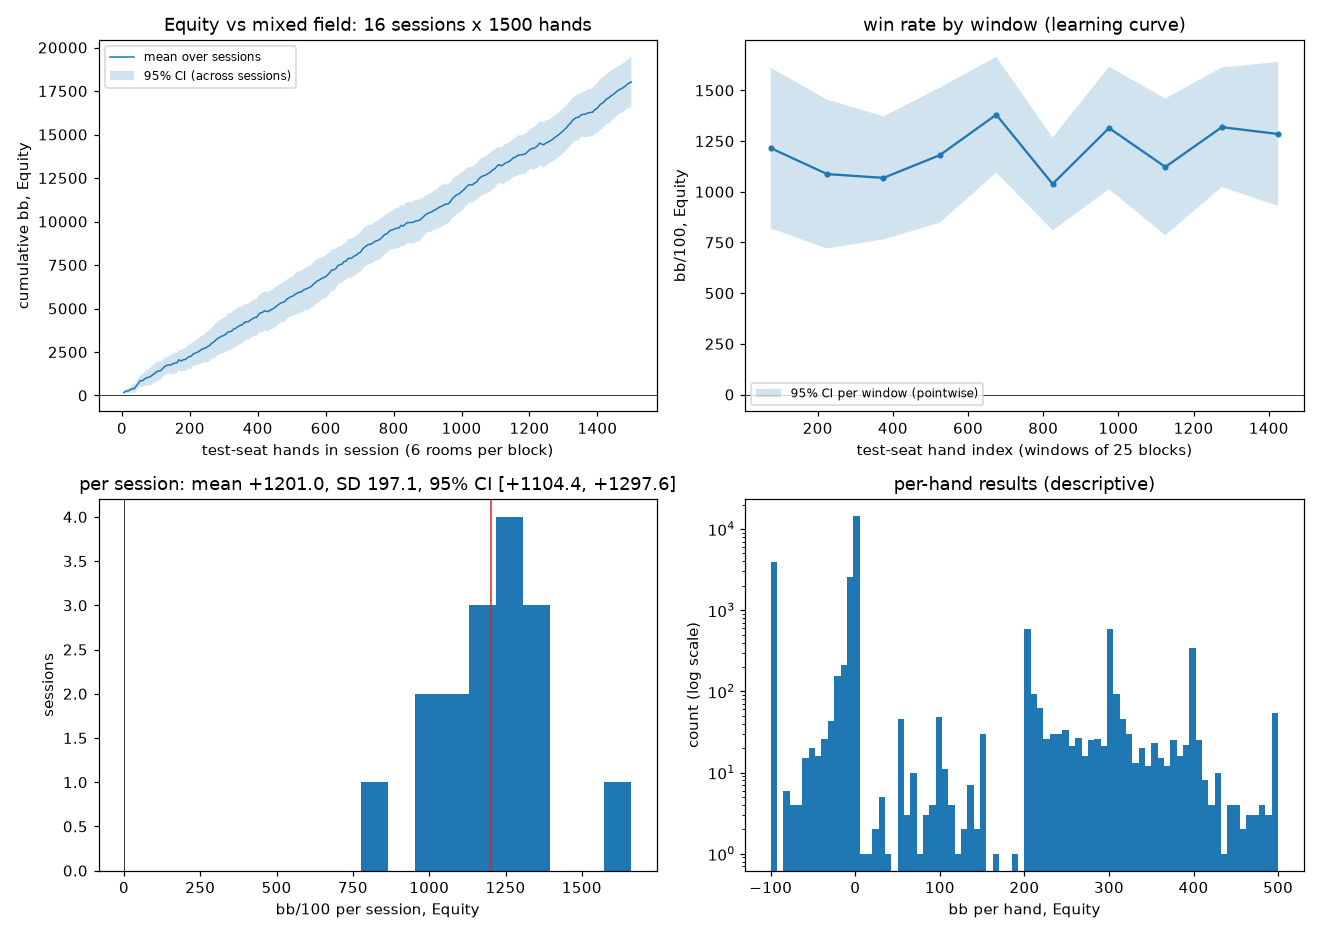 Equity vs mixed field: 16 sessions x 1500 hands
cumulative bb, Equity
20000
17500
15000
12500
10000
7500
5000
2500
0
mean over sessions
95% CI (across sessions)
0 200 400 600 800 1000 1200 1400
test-seat hands in session (6 rooms per block)
win rate by window (learning curve)
bb/100, Equity
1500
1250
1000
750
500
250
0
95% CI per window (pointwise)
200 400 600 800 1000 1200 1400
test-seat hand index (windows of 25 blocks)
per session: mean +1201.0, SD 197.1, 95% CI [+1104.4, +1297.6]
sessions
4.0
3.5
3.0
2.5
2.0
1.5
1.0
0.5
0.0
0 250 500 750 1000 1250 1500
bb/100 per session, Equity
per-hand results (descriptive)
count (log scale)
10⁴
10³
10²
10¹
10⁰
−100 0 100 200 300 400 500
bb per hand, Equity